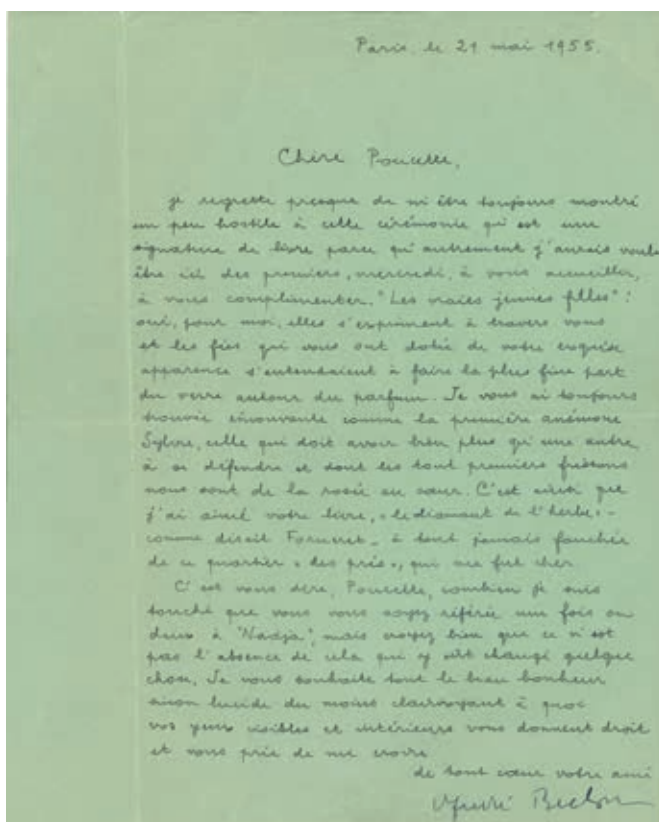 Paris, le 21 mai 1955.
Chère Poucette,
je regrette presque de m'être toujours montré
un peu hostile à cette cérémonie qui est une
signature de livre parce qu'autrement j'aurais voulu
être ici des premiers, mercredi, à vous accueillir,
à vous complimenter. "Les vraies jeunes filles" :
oui, pour moi, elles s'expriment à travers vous
et les fées qui vous ont dotée de votre exquise
apparence s'entendaient à faire la plus fine part
du verre autour du parfum. Je vous ai toujours
trouvée émouvante comme la première anémone
Sylvie, celle qui doit avoir bien plus qu'une autre
à se défendre et dont les tout premiers frissons
nous sont de la rosée au cœur. C'est ainsi que
j'ai aimé votre livre, « le diamant de l'herbe » -
comme disait Forneret - à tout jamais fauchée
de ce quartier « des prés », qui me fut cher.
C'est vous dire, Poucette, combien je suis
touché que vous vous soyez référée une fois ou
deux à "Nadja", mais croyez bien que ce n'est
pas l'absence de cela qui y eût changé quelque
chose. Je vous souhaite tout le beau bonheur
sinon lucide du moins clairvoyant à quoi
vos yeux visibles et intérieurs vous donnent droit
et vous prie de me croire
de tout cœur votre ami
André Breton